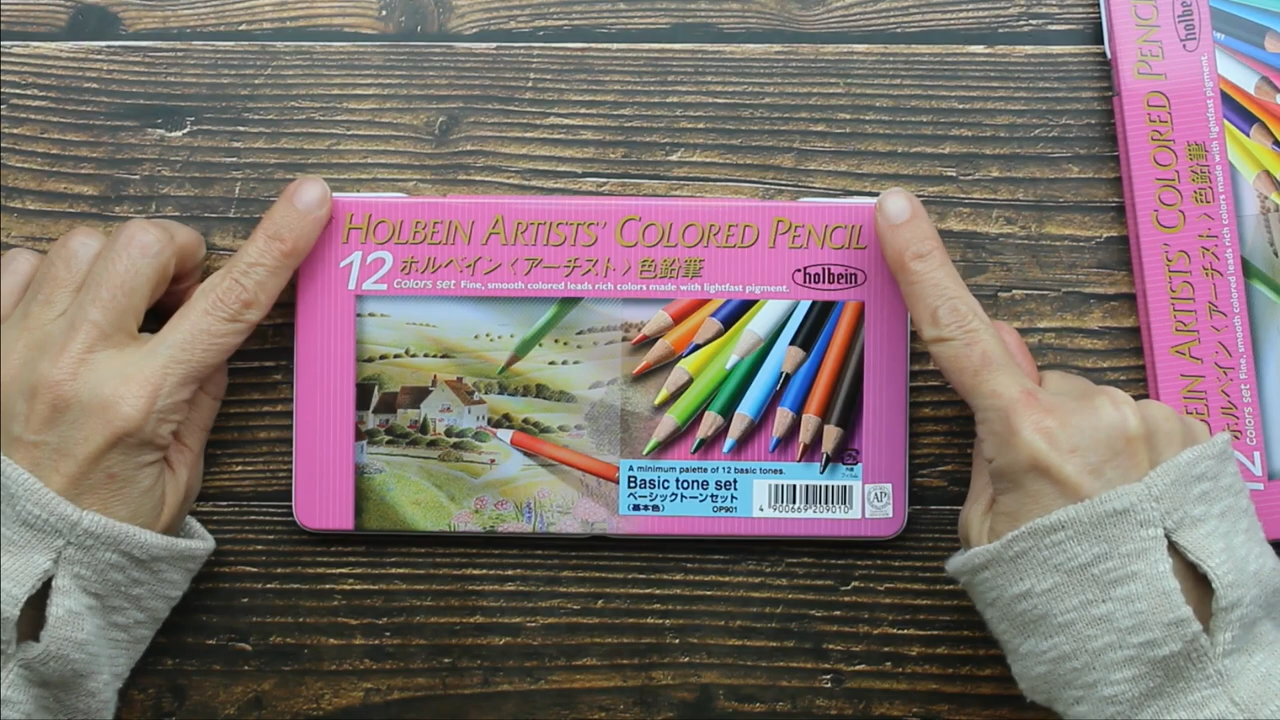 HOLBEIN ARTISTS' COLORED PENCIL
12 ホルベイン〈アーチスト〉色鉛筆
Colors set Fine, smooth colored leads rich colors made with lightfast pigment.
holbein
A minimum palette of 12 basic tones.
Basic tone set
ベーシックトーンセット
(基本色) OP901
4 900669 209010
AP
EIN ARTISTS' COLORED PENCIL
ルベイン〈アーチスト〉色鉛筆
12 Colors set Fine, smooth colored leads rich colors made with lightfast pigment.
holbe